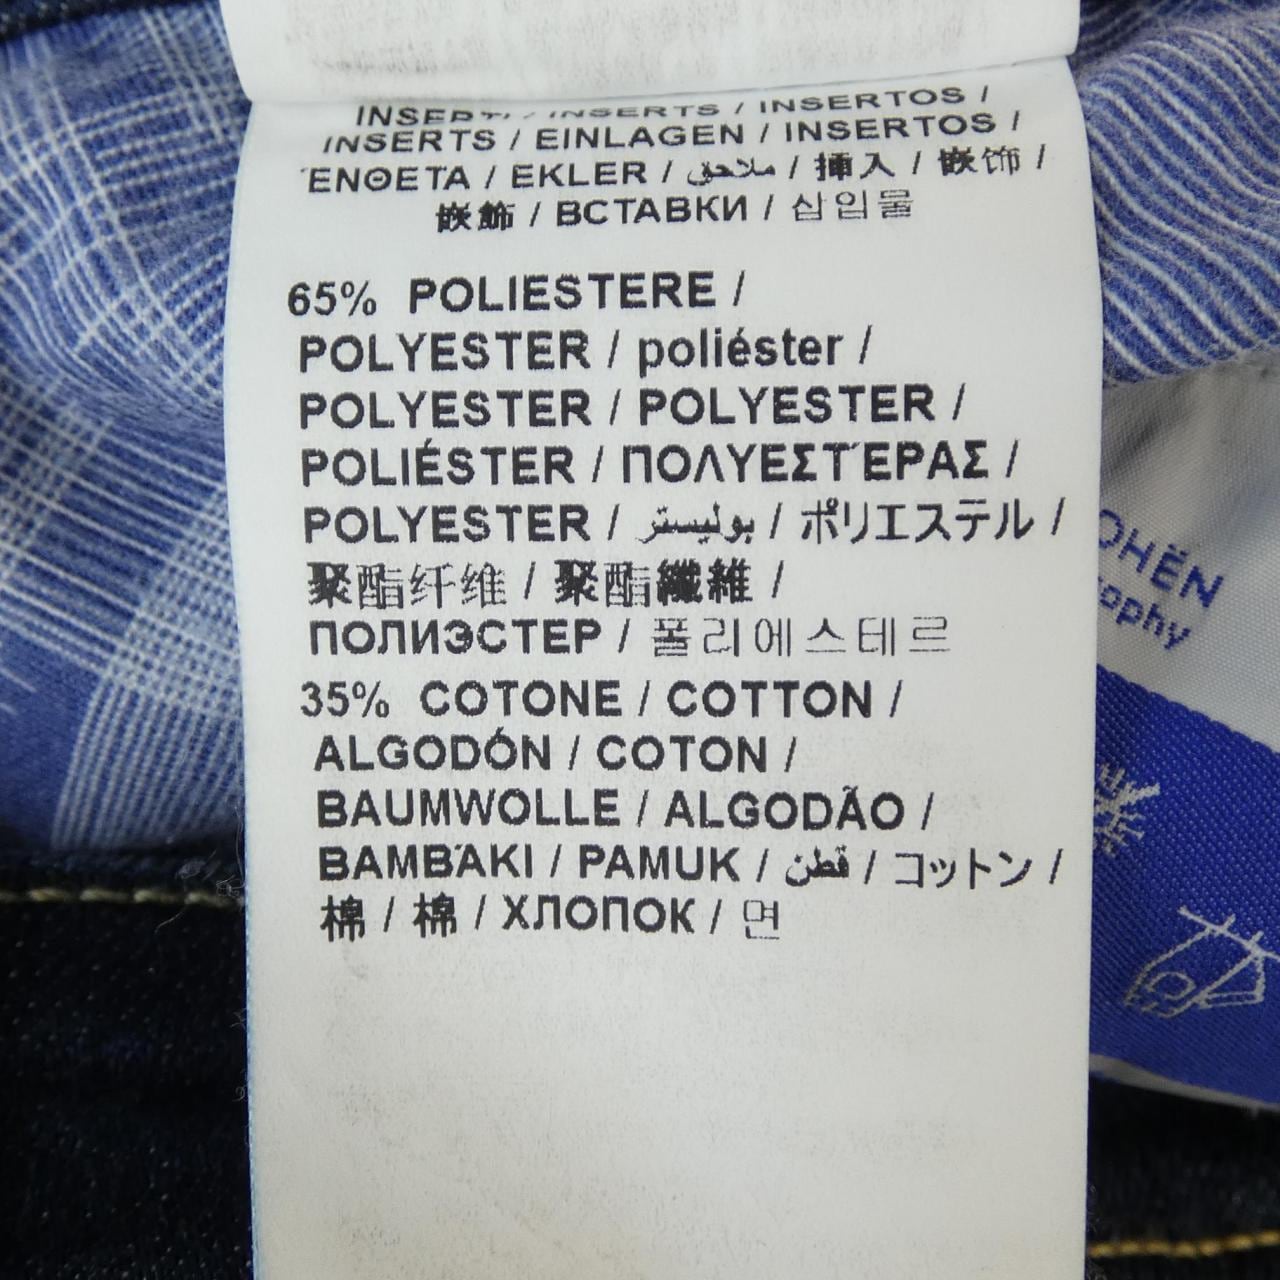 INSERTS / INSERTOS /
INSERTS / EINLAGEN / INSERTOS /
ΈΝΘΕΤΑ / EKLER / ملاحق / 挿入 / 嵌饰 /
嵌飾 / ВСТАВКИ / 삽입물
65% POLIESTERE /
POLYESTER / poliéster /
POLYESTER / POLYESTER /
POLIÉSTER / ΠΟΛΥΕΣΤΈΡΑΣ /
POLYESTER / بوليستر / ポリエステル /
聚酯纤维 / 聚酯纖維 /
ПОЛИЭСТЕР / 폴리에스테르
35% COTONE / COTTON /
ALGODÓN / COTON /
BAUMWOLLE / ALGODÃO /
ΒΑΜΒΆΚΙ / PAMUK / قطن / コットン /
棉 / 棉 / ХЛОПОК / 면
OHËN